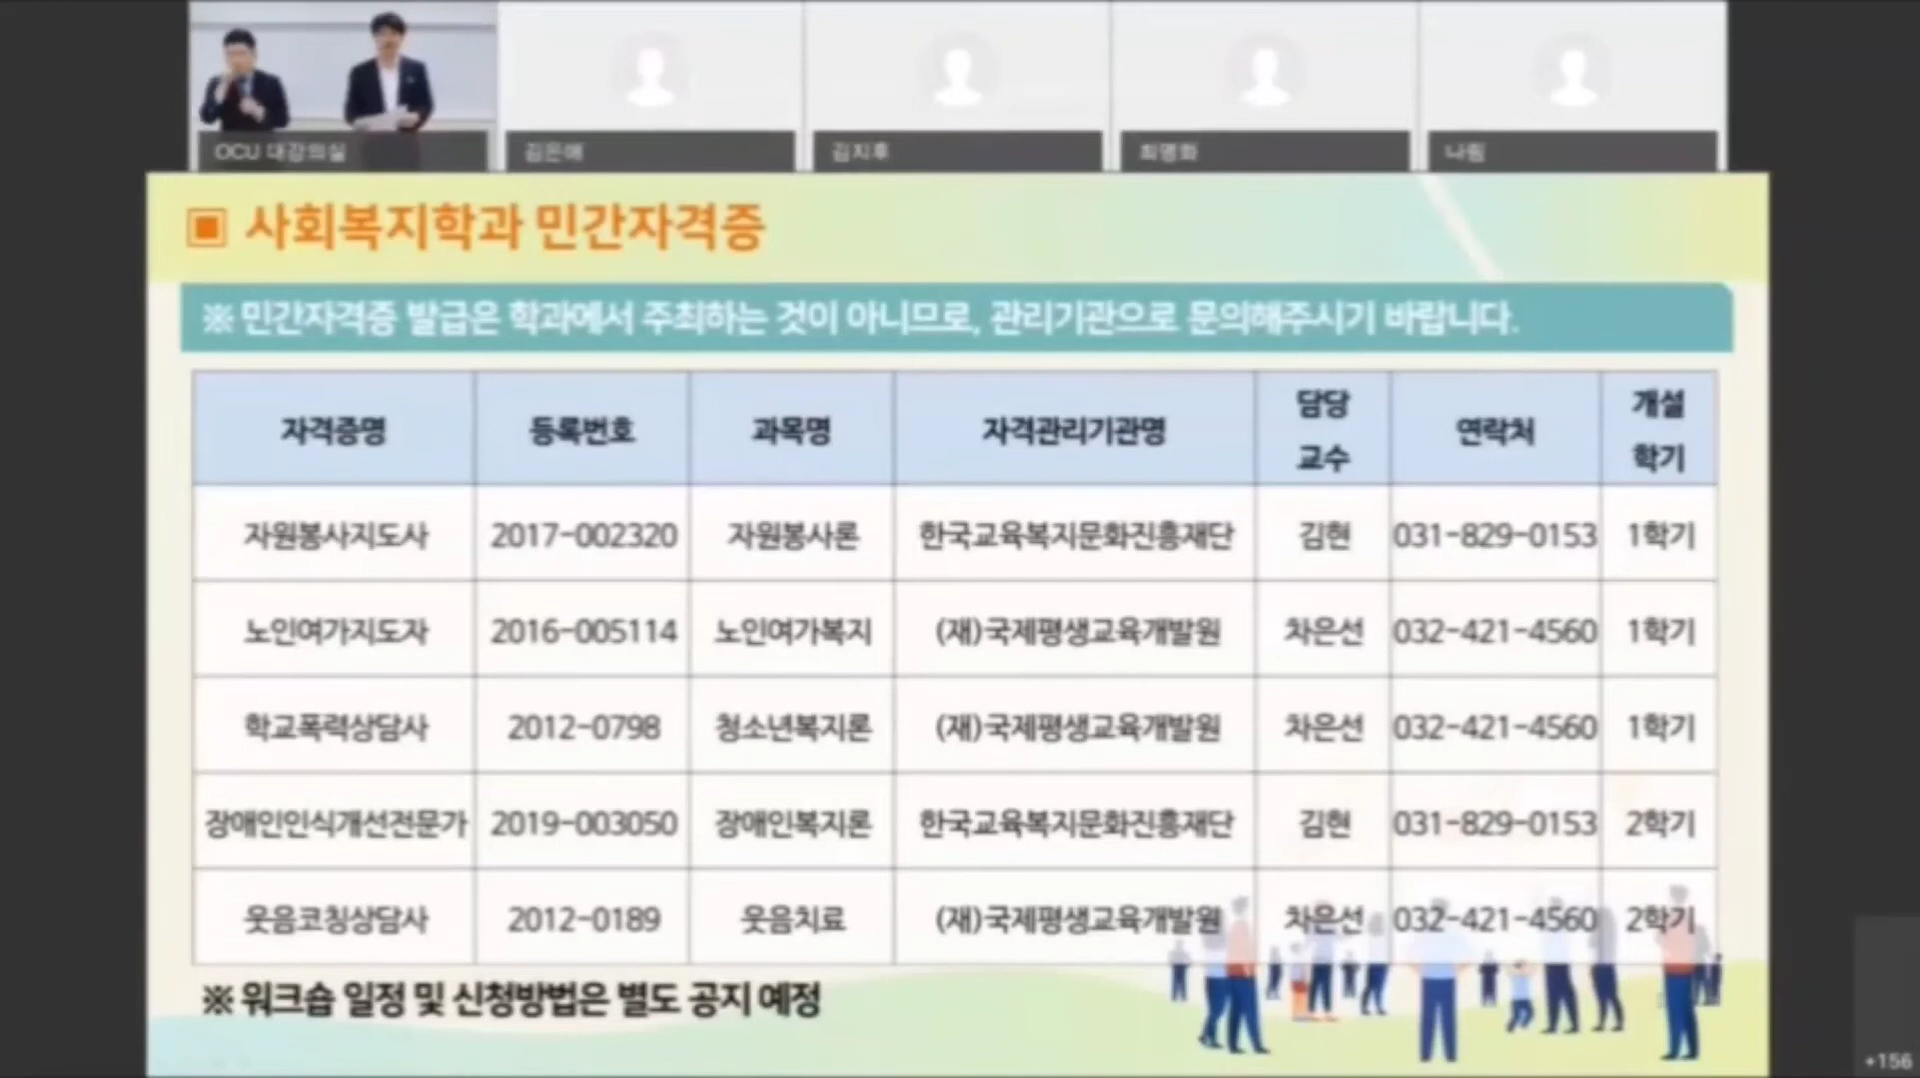 OCU 대강의실
김은애
김지후
최명화
나림
▣ 사회복지학과 민간자격증
※ 민간자격증 발급은 학과에서 주최하는 것이 아니므로, 관리기관으로 문의해주시기 바랍니다.
자격증명 등록번호 과목명 자격관리기관명 담당 교수 연락처 개설 학기
자원봉사지도사 2017-002320 자원봉사론 한국교육복지문화진흥재단 김현 031-829-0153 1학기
노인여가지도자 2016-005114 노인여가복지 (재)국제평생교육개발원 차은선 032-421-4560 1학기
학교폭력상담사 2012-0798 청소년복지론 (재)국제평생교육개발원 차은선 032-421-4560 1학기
장애인인식개선전문가 2019-003050 장애인복지론 한국교육복지문화진흥재단 김현 031-829-0153 2학기
웃음코칭상담사 2012-0189 웃음치료 (재)국제평생교육개발원 차은선 032-421-4560 2학기
※ 워크숍 일정 및 신청방법은 별도 공지 예정
+156